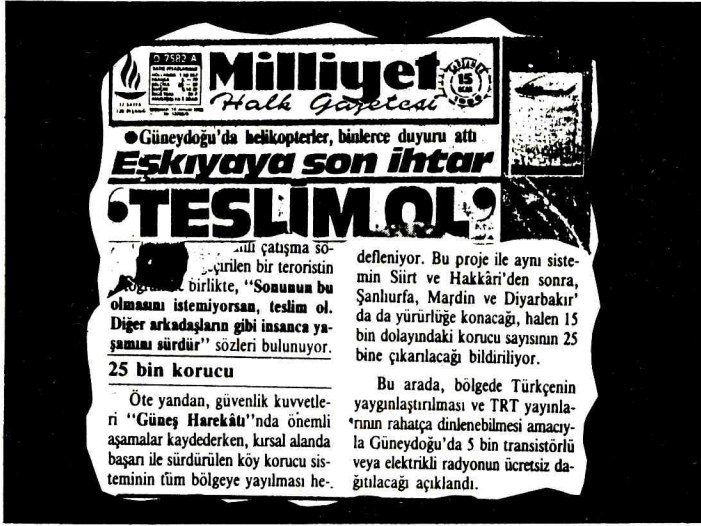 D 7582 A
Milliyet
Halk Gazetesi
15
●Güneydoğu'da helikopterler, binlerce duyuru attı
Eşkıyaya son ihtar
'TESLİM OL'
çatışma sö-
çirilen bir teroristin
birlikte, "Sonunun bu
olmasını istemiyorsan, teslim ol.
Diğer arkadaşların gibi insanca ya-
şamını sürdür" sözleri bulunuyor.
25 bin korucu
Öte yandan, güvenlik kuvvetle-
ri "Güneş Harekâtı"nda önemli
aşamalar kaydederken, kırsal alanda
başarı ile sürdürülen köy korucu sis-
teminin tüm bölgeye yayılması he-
defleniyor. Bu proje ile aynı siste-
min Siirt ve Hakkâri'den sonra,
Şanlıurfa, Mardin ve Diyarbakır'
da da yürürlüğe konacağı, halen 15
bin dolayındaki korucu sayısının 25
bine çıkarılacağı bildiriliyor.
Bu arada, bölgede Türkçenin
yaygınlaştırılması ve TRT yayınla-
rının rahatça dinlenebilmesi amacıy-
la Güneydoğu'da 5 bin transistörlü
veya elektrikli radyonun ücretsiz da-
ğıtılacağı açıklandı.